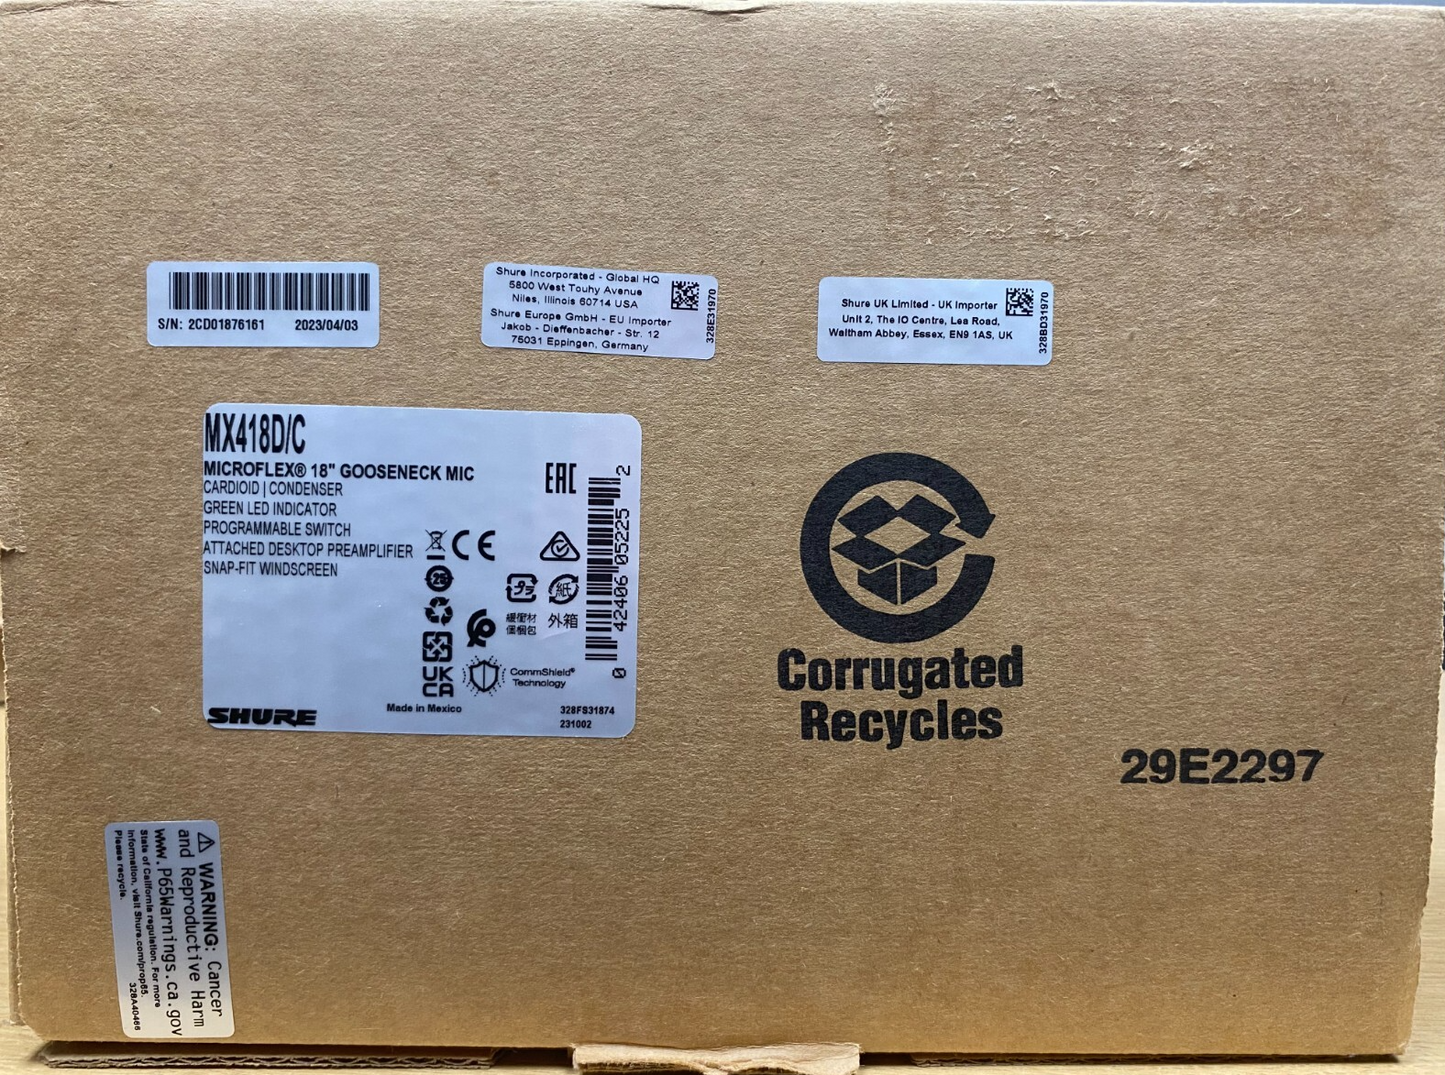 S/N: 2CD01876161 2023/04/03
Shure Incorporated - Global HQ
5800 West Touhy Avenue
Niles, Illinois 60714 USA
Shure Europe GmbH - EU Importer
Jakob - Dieffenbacher - Str. 12
75031 Eppingen, Germany
328E31970
Shure UK Limited - UK Importer
Unit 2, The IO Centre, Lea Road,
Waltham Abbey, Essex, EN9 1AS, UK
328BD31970
MX418D/C
MICROFLEX® 18" GOOSENECK MIC
CARDIOID | CONDENSER
GREEN LED INDICATOR
PROGRAMMABLE SWITCH
ATTACHED DESKTOP PREAMPLIFIER
SNAP-FIT WINDSCREEN
EAC
CE
25
プラ
紙
緩衝材
個梱包
外箱
UK
CA
CommShield®
Technology
Made in Mexico
SHURE
328FS31874
231002
0 42406 05225 2
Corrugated
Recycles
29E2297
⚠ WARNING: Cancer
and Reproductive Harm
www.P65Warnings.ca.gov
State of California regulation. For more
information, visit Shure.com/prop65.
Please recycle.
328A40466